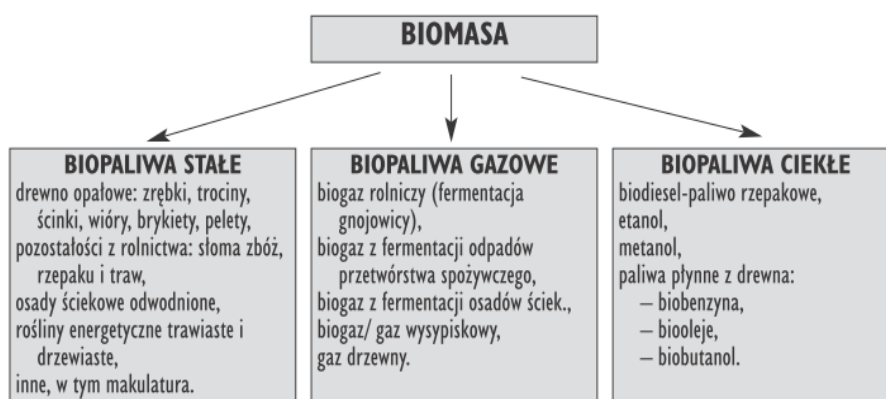 BIOMASA
BIOPALIWA STAŁE
drewno opałowe: zrębki, trociny,
ścinki, wióry, brykiety, pelety,
pozostałości z rolnictwa: słoma zbóż,
rzepaku i traw,
osady ściekowe odwodnione,
rośliny energetyczne trawiaste i
drzewiaste,
inne, w tym makulatura.
BIOPALIWA GAZOWE
biogaz rolniczy (fermentacja
gnojowicy),
biogaz z fermentacji odpadów
przetwórstwa spożywczego,
biogaz z fermentacji osadów ściek.,
biogaz/ gaz wysypiskowy,
gaz drzewny.
BIOPALIWA CIEKŁE
biodiesel-paliwo rzepakowe,
etanol,
metanol,
paliwa płynne z drewna:
– biobenzyna,
– biooleje,
– biobutanol.